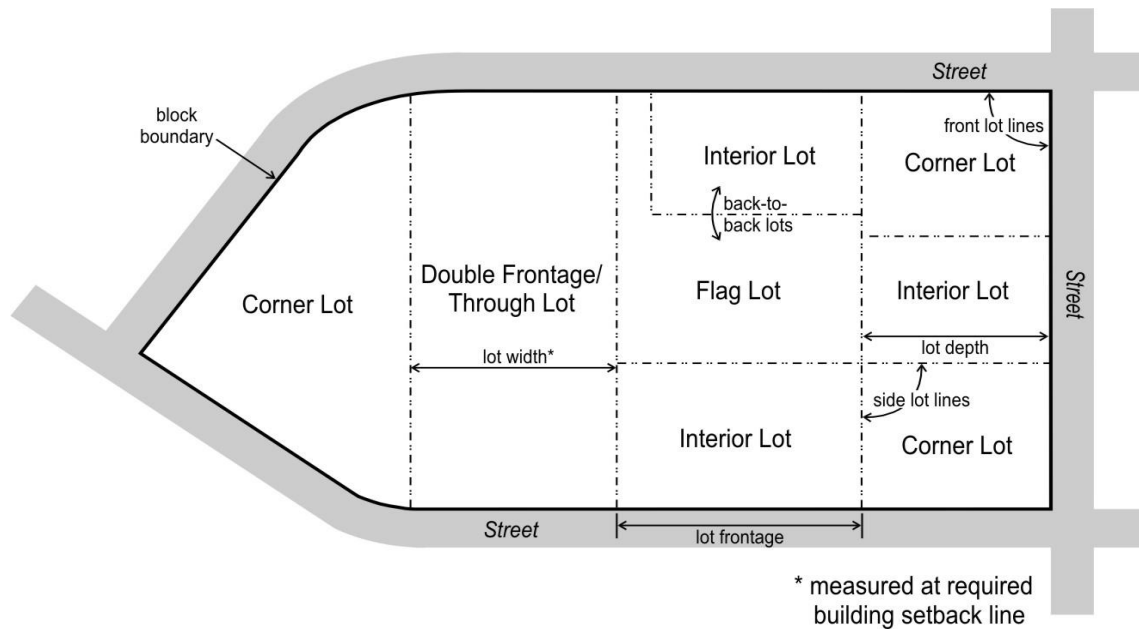 Street
block
boundary
front lot lines
Interior Lot
Corner Lot
back-to-
back lots
Double Frontage/
Through Lot
Corner Lot
Flag Lot
Interior Lot
Street
lot width*
lot depth
side lot lines
Interior Lot
Corner Lot
Street
lot frontage
* measured at required
building setback line